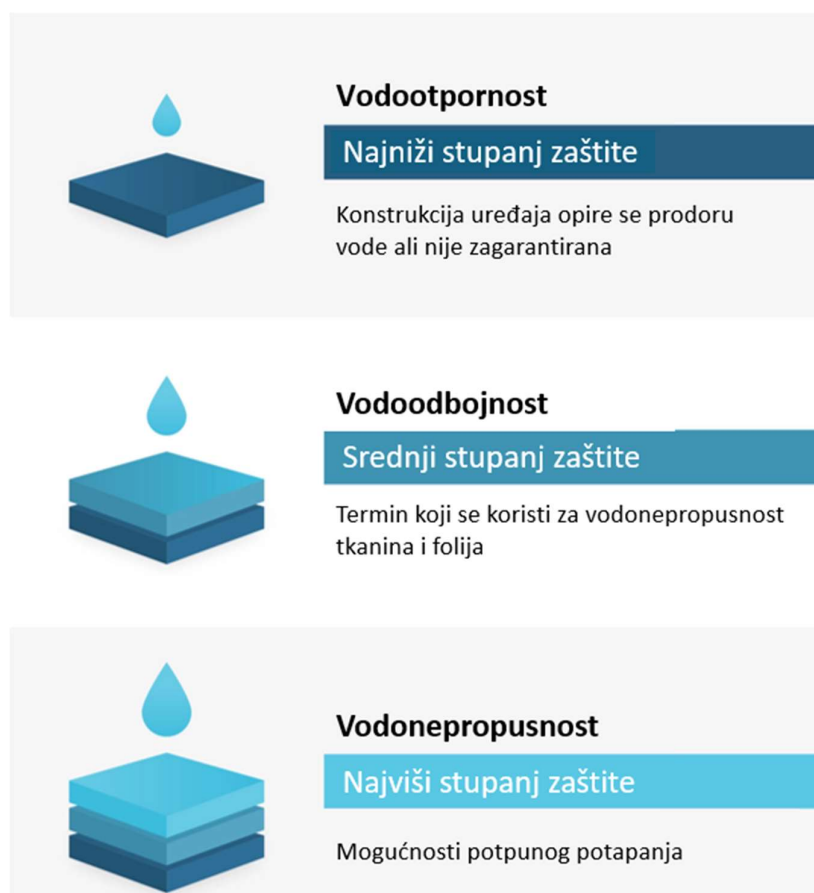 Vodootpornost
Najniži stupanj zaštite
Konstrukcija uređaja opire se prodoru
vode ali nije zagarantirana
Vodoodbojnost
Srednji stupanj zaštite
Termin koji se koristi za vodonepropusnost
tkanina i folija
Vodonepropusnost
Najviši stupanj zaštite
Mogućnosti potpunog potapanja